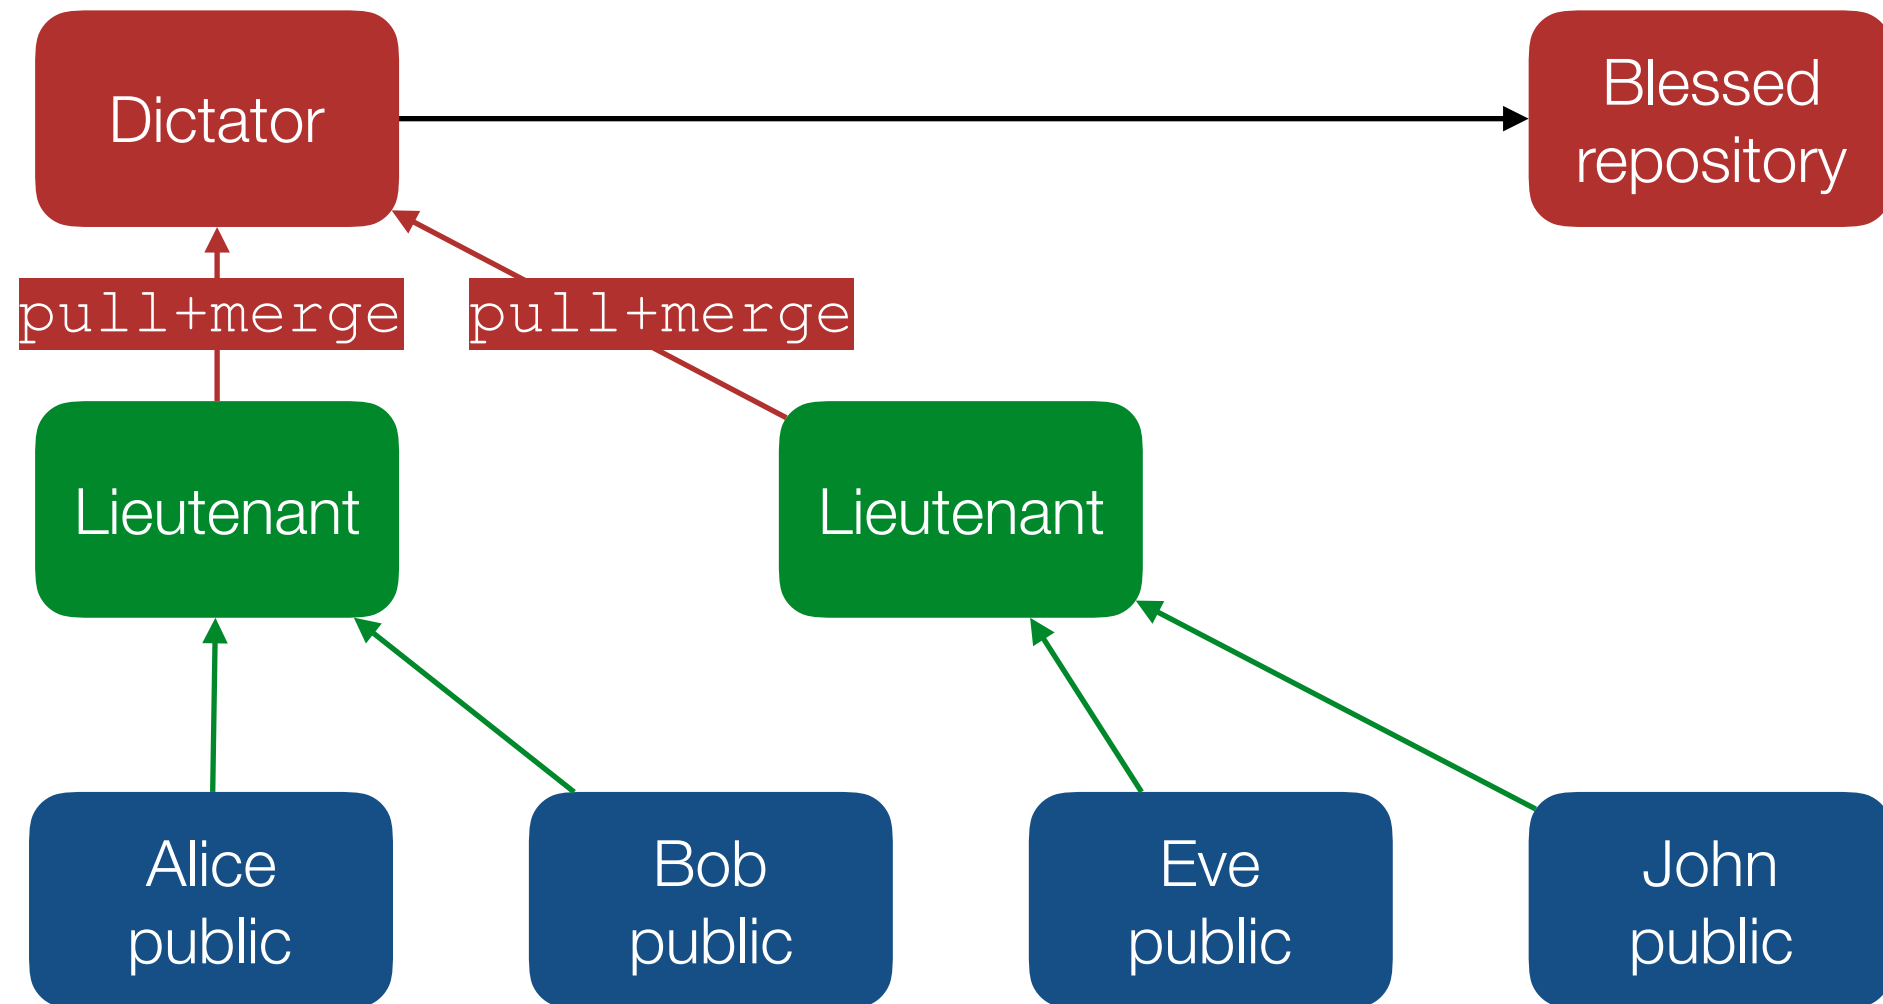 Dictator
Blessed
repository
pull+merge
pull+merge
Lieutenant
Lieutenant
Alice
public
Bob
public
Eve
public
John
public